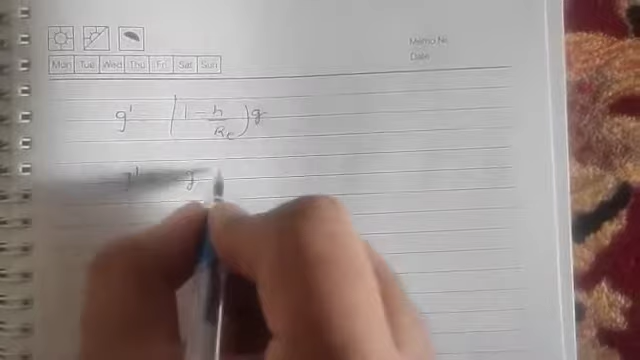 Memo No
Date
Mon Tue Wed Thu Fri Sat Sun
g' (1 - h/Re) g
g' g